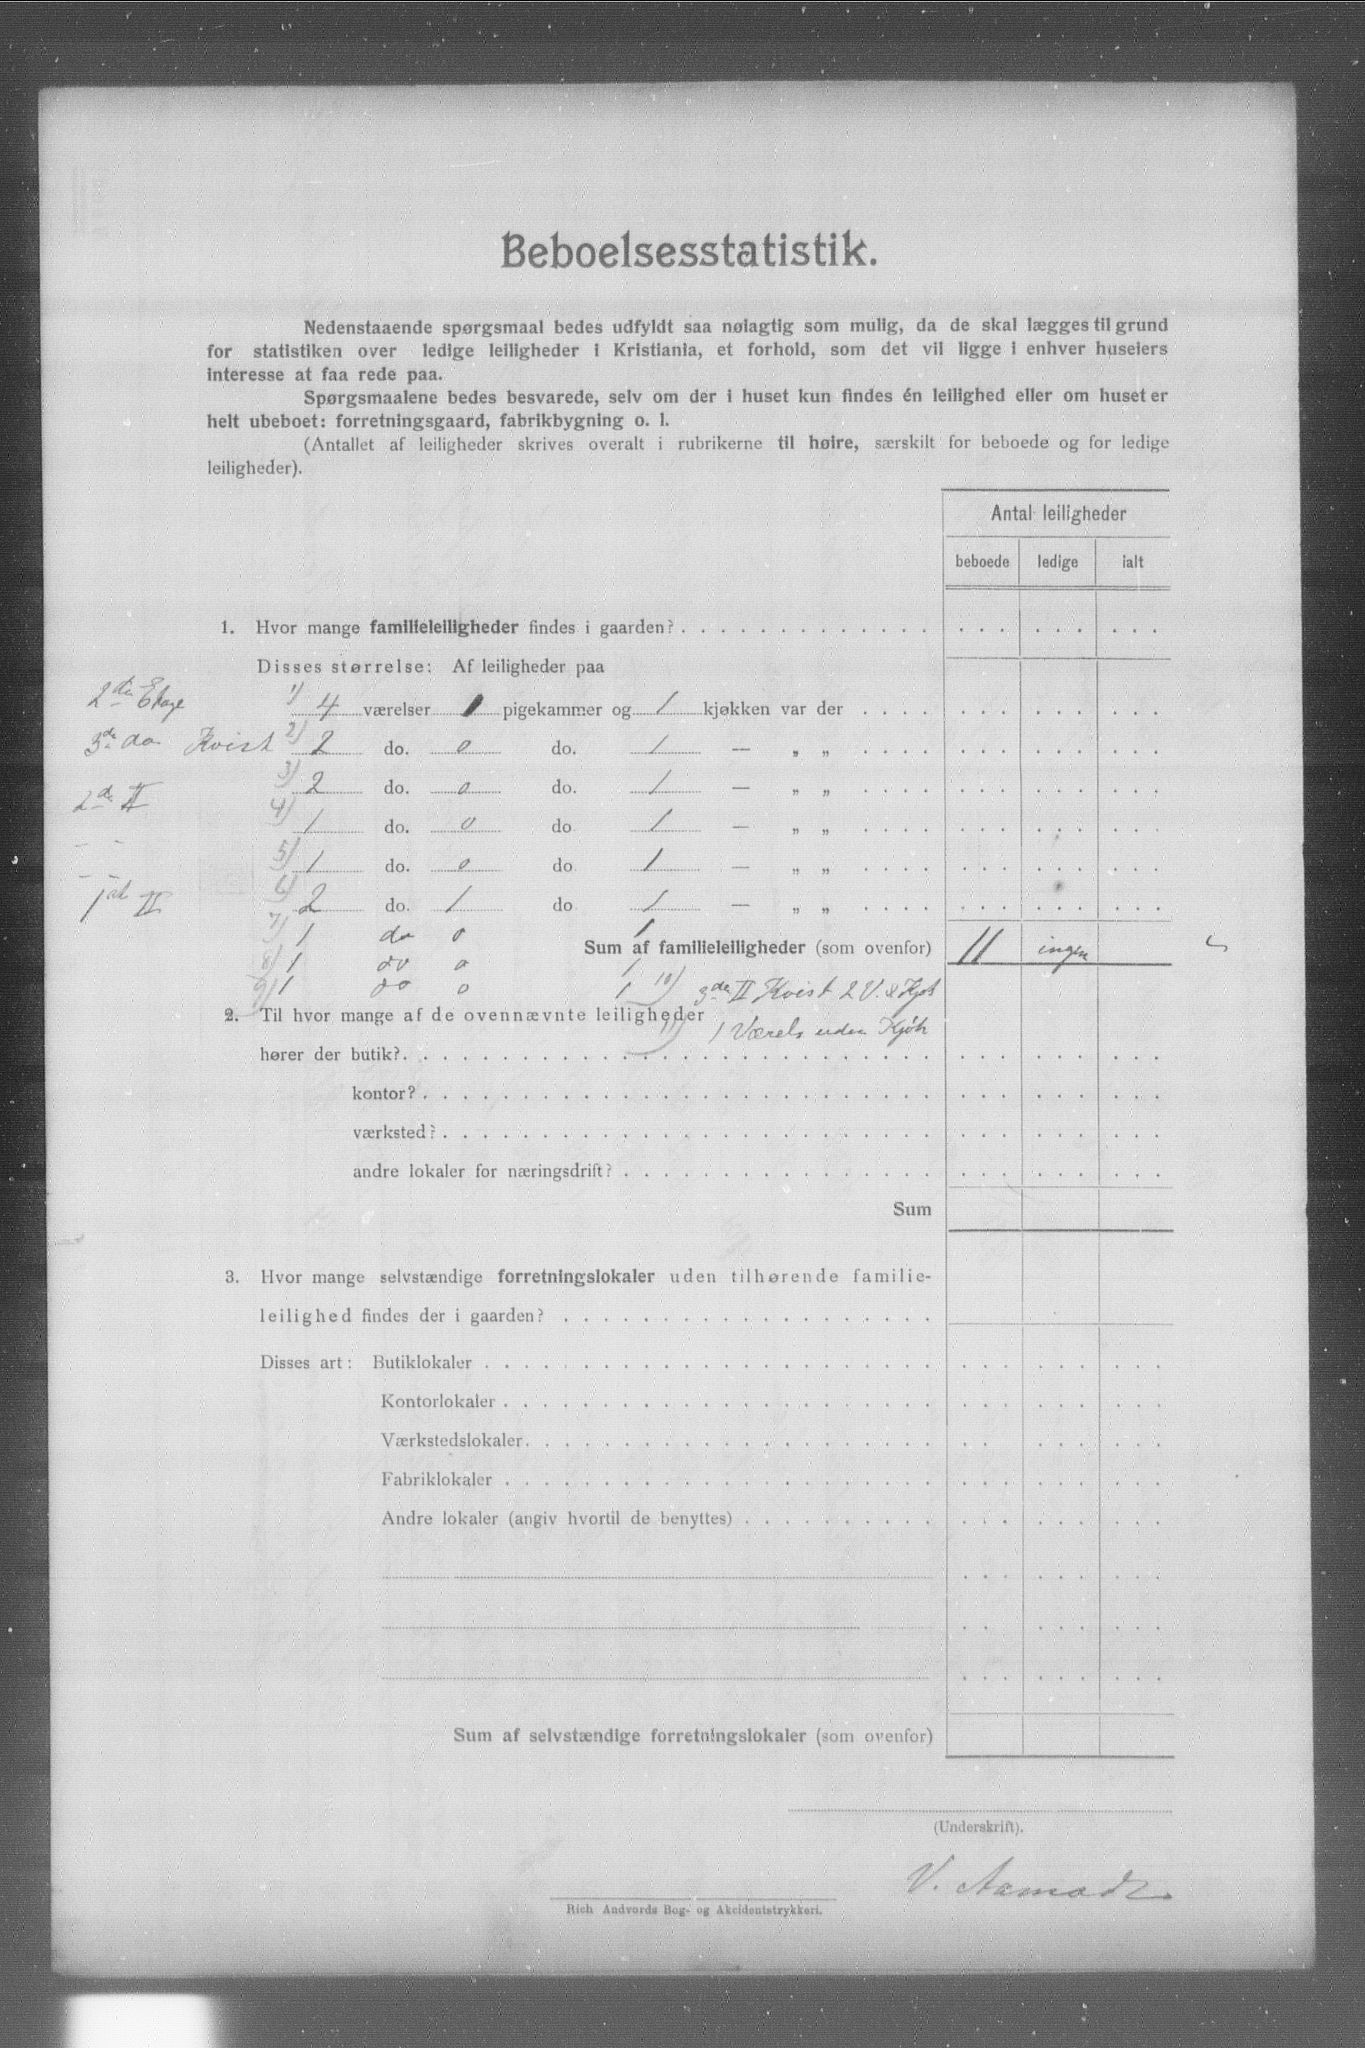 Beboelsesstatistik.
Nedenstaaende spørgsmaal bedes udfyldt saa nøiagtig som mulig, da de skal lægges til grund
for statistiken over ledige leiligheder i Kristiania, et forhold, som det vil ligge i enhver huseiers
interesse at faa rede paa.
Spørgsmaalene bedes besvarede, selv om der i huset kun findes én leilighed eller om huset er
helt ubeboet: forretningsgaard, fabrikbygning o. l.
(Antallet af leiligheder skrives overalt i rubrikerne til høire, særskilt for beboede og for ledige
leiligheder).
Antal leiligheder
beboede ledige ialt
1. Hvor mange familieleiligheder findes i gaarden?
Disses størrelse: Af leiligheder paa
2den Etage 1) 4 værelser 1 pigekammer og 1 kjøkken var der
3de do Kvist 2) 2 do. 0 do. 1 — „ „
3) 2 do. 0 do. 1 — „ „
2de II 4) 1 do. 0 do 1 — „ „
- - 5) 1 do. 0 do 1 — „ „
- - 6) 2 do. 1 do 1 — „ „
1ste II 7) 1 do 0 1
Sum af familieleiligheder (som ovenfor) 11 ingen
8) 1 do 0 1
9) 1 do 0 1 10) 3de II Kvist 2 V. & Kjøk
2. Til hvor mange af de ovennævnte leiligheder 11) 1 Værels uden Kjøk
hører der butik?
kontor?
værksted?
andre lokaler for næringsdrift?
Sum
3. Hvor mange selvstændige forretningslokaler uden tilhørende familie-
leilighed findes der i gaarden?
Disses art: Butiklokaler
Kontorlokaler
Værkstedslokaler
Fabriklokaler
Andre lokaler (angiv hvortil de benyttes)
Sum af selvstændige forretningslokaler (som ovenfor)
(Underskrift).
V. Aamodt
Rich Andvords Bog- og Akcidentstrykkeri.